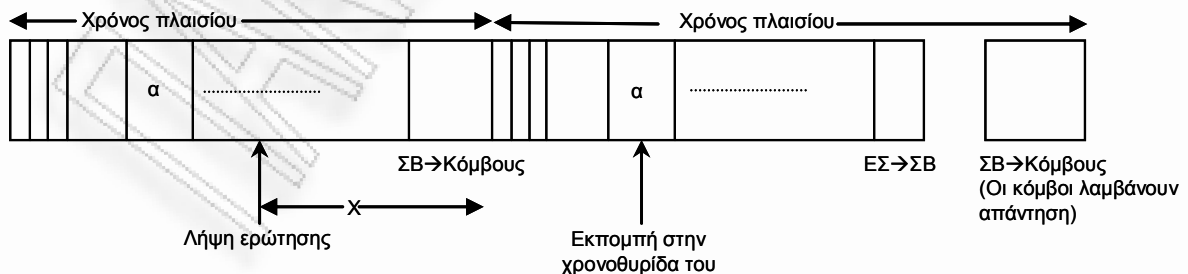 Χρόνος πλαισίου
Χρόνος πλαισίου
α
..........................
α
..........................
ΣΒ→Κόμβους
ΕΣ→ΣΒ
ΣΒ→Κόμβους
(Οι κόμβοι λαμβάνουν
απάντηση)
Χ
Λήψη ερώτησης
Εκπομπή στην
χρονοθυρίδα του